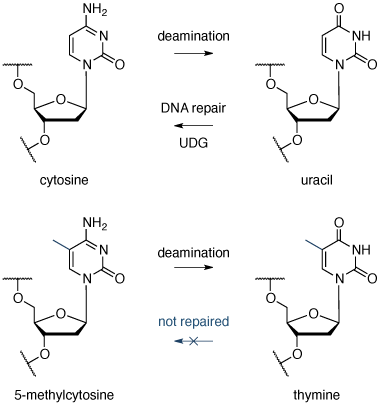 NH2
O
deamination
N
NH
N
O
N
O
O
O
O
O
DNA repair
O
O
UDG
cytosine
uracil
NH2
O
deamination
N
NH
N
O
N
O
O
O
not repaired
O
O
O
O
5-methylcytosine
thymine